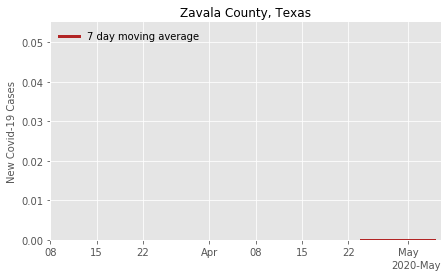 Zavala County, Texas
7 day moving average
New Covid-19 Cases
0.05
0.04
0.03
0.02
0.01
0.00
08 15 22 Apr 08 15 22 May
2020-May